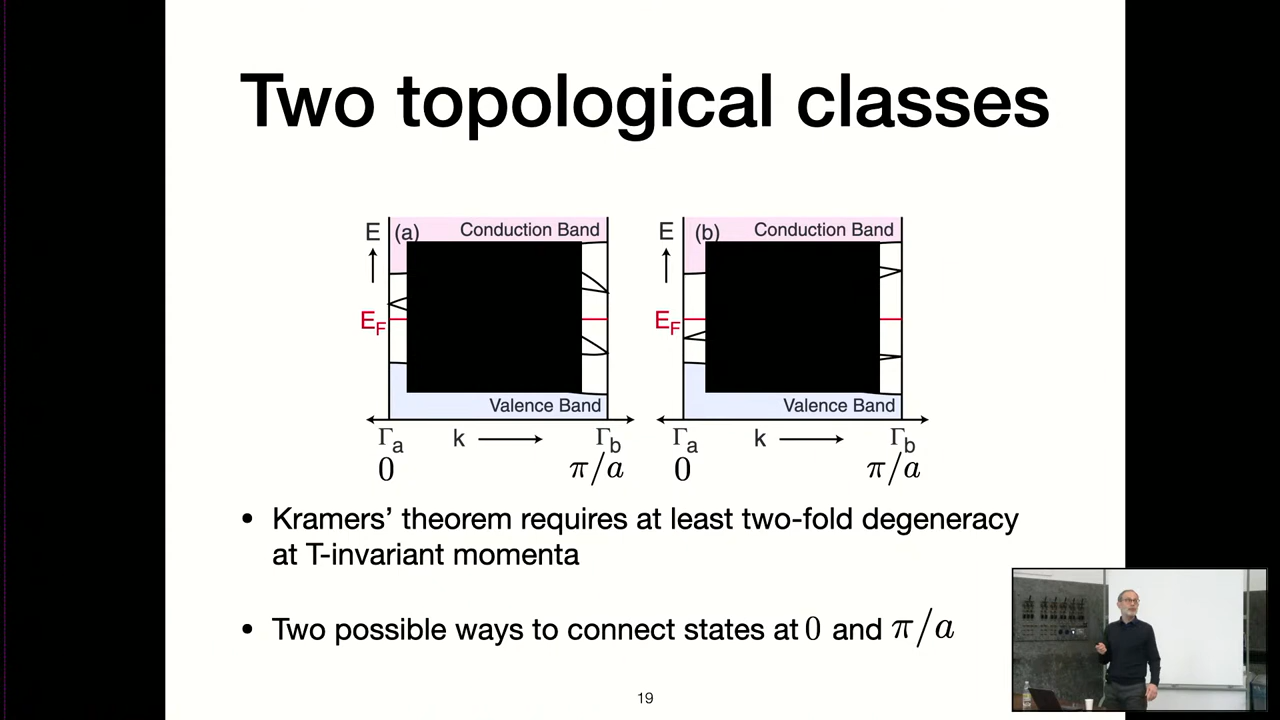 Two topological classes
E (a) Conduction Band
E_F
Valence Band
Γ_a k Γ_b
0 π/a
E (b) Conduction Band
E_F
Valence Band
Γ_a k Γ_b
0 π/a
• Kramers’ theorem requires at least two-fold degeneracy
at T-invariant momenta
• Two possible ways to connect states at 0 and π/a
19